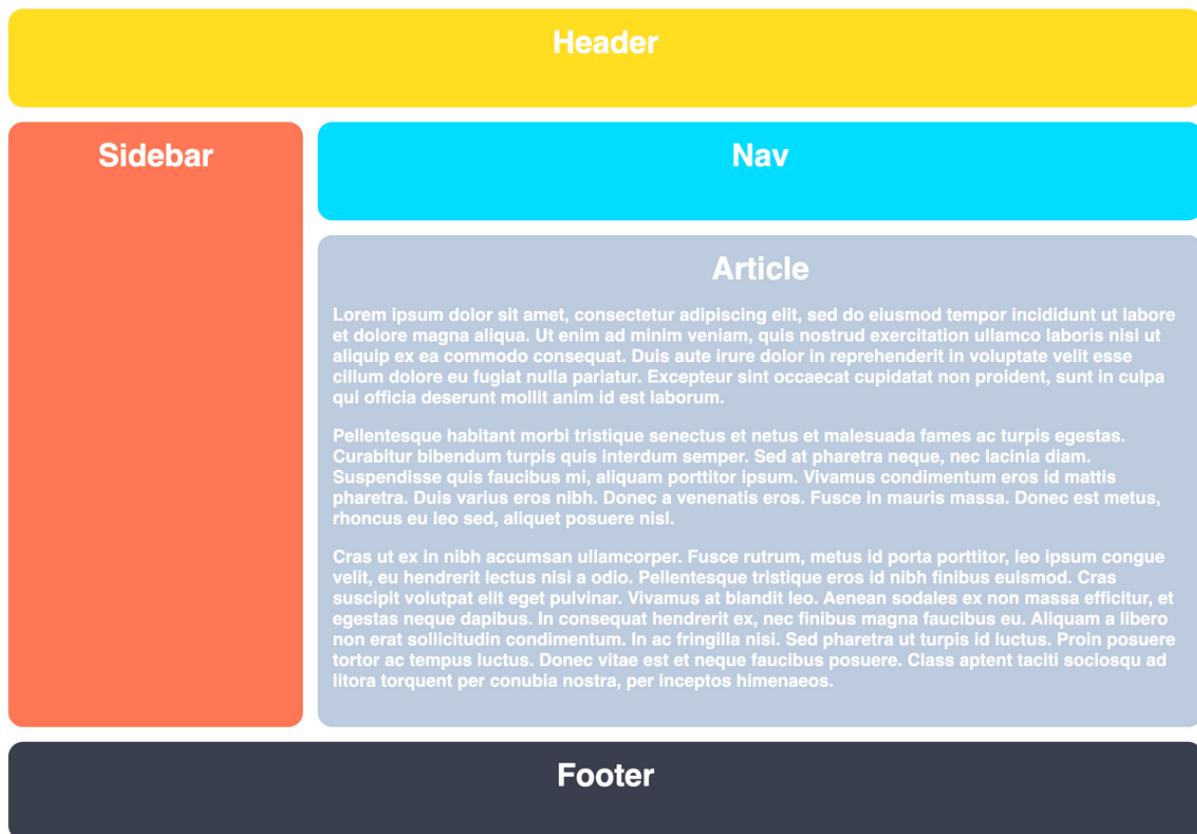 Header
Sidebar
Nav
Article
Lorem ipsum dolor sit amet, consectetur adipiscing elit, sed do eiusmod tempor incididunt ut labore
et dolore magna aliqua. Ut enim ad minim veniam, quis nostrud exercitation ullamco laboris nisi ut
aliquip ex ea commodo consequat. Duis aute irure dolor in reprehenderit in voluptate velit esse
cillum dolore eu fugiat nulla pariatur. Excepteur sint occaecat cupidatat non proident, sunt in culpa
qui officia deserunt mollit anim id est laborum.
Pellentesque habitant morbi tristique senectus et netus et malesuada fames ac turpis egestas.
Curabitur bibendum turpis quis interdum semper. Sed at pharetra neque, nec lacinia diam.
Suspendisse quis faucibus mi, aliquam porttitor ipsum. Vivamus condimentum eros id mattis
pharetra. Duis varius eros nibh. Donec a venenatis eros. Fusce in mauris massa. Donec est metus,
rhoncus eu leo sed, aliquet posuere nisl.
Cras ut ex in nibh accumsan ullamcorper. Fusce rutrum, metus id porta porttitor, leo ipsum congue
velit, eu hendrerit lectus nisi a odio. Pellentesque tristique eros id nibh finibus euismod. Cras
suscipit volutpat elit eget pulvinar. Vivamus at blandit leo. Aenean sodales ex non massa efficitur, et
egestas neque dapibus. In consequat hendrerit ex, nec finibus magna faucibus eu. Aliquam a libero
non erat sollicitudin condimentum. In ac fringilla nisi. Sed pharetra ut turpis id luctus. Proin posuere
tortor ac tempus luctus. Donec vitae est et neque faucibus posuere. Class aptent taciti sociosqu ad
litora torquent per conubia nostra, per inceptos himenaeos.
Footer